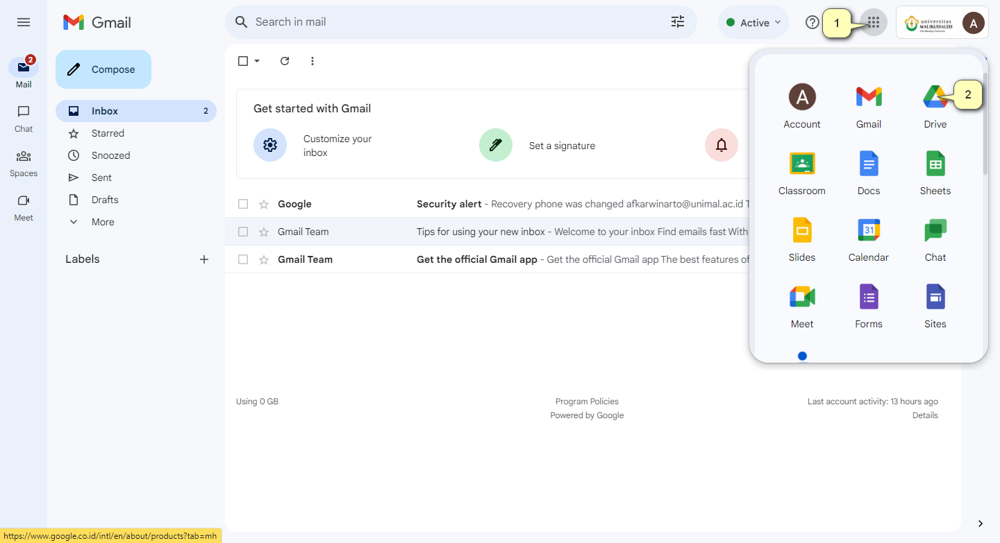 Gmail
Search in mail
Active
1
universitas
MALIKUSSALEH
A
2
Mail
Chat
Spaces
Meet
Compose
Inbox 2
Starred
Snoozed
Sent
Drafts
More
Labels
Get started with Gmail
Customize your
inbox
Set a signature
Google Security alert - Recovery phone was changed afkarwinarto@unimal.ac.id T
Gmail Team Tips for using your new inbox - Welcome to your inbox Find emails fast With
Gmail Team Get the official Gmail app - Get the official Gmail app The best features of
A
2
Account Gmail Drive
Classroom Docs Sheets
31
Slides Calendar Chat
Meet Forms Sites
Using 0 GB
Program Policies
Powered by Google
Last account activity: 13 hours ago
Details
https://www.google.co.id/intl/en/about/products?tab=mh